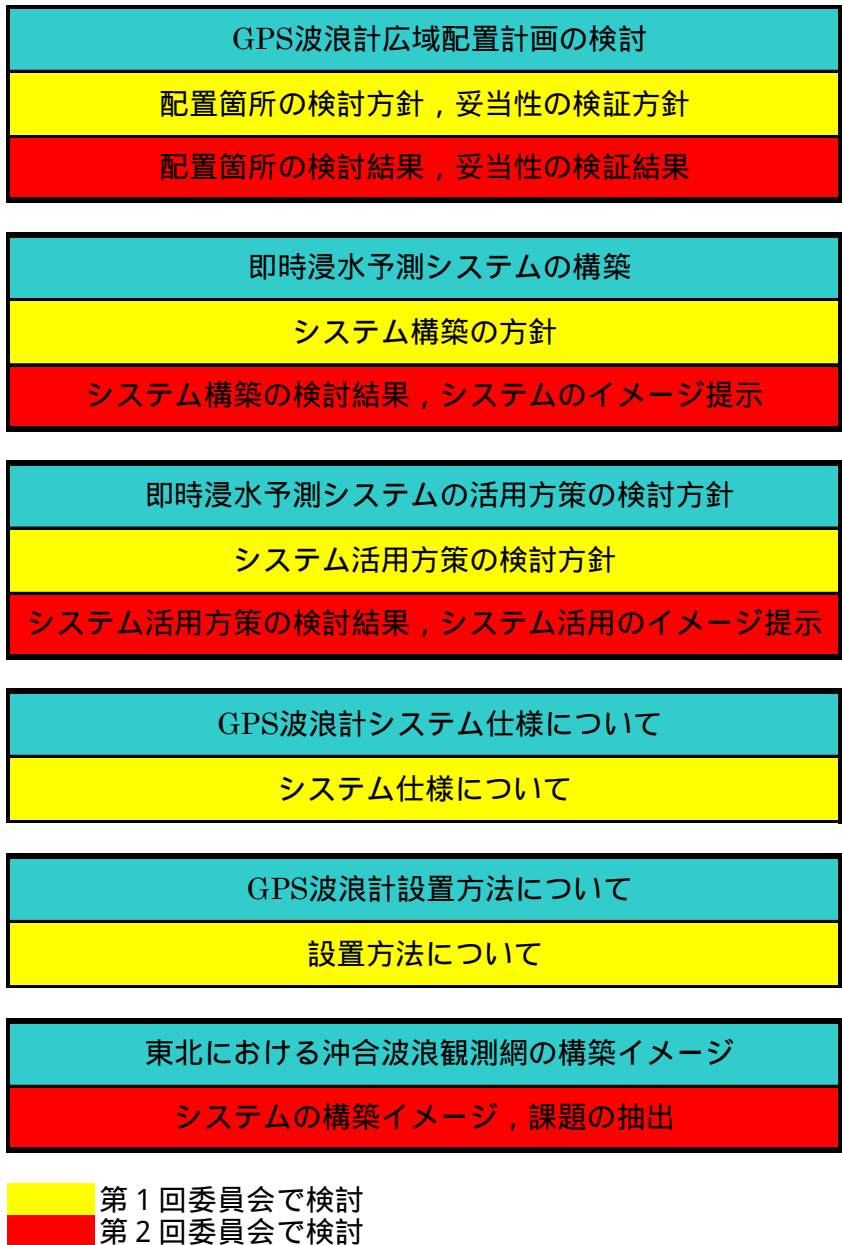 GPS波浪計広域配置計画の検討
配置箇所の検討方針，妥当性の検証方針
配置箇所の検討結果，妥当性の検証結果
即時浸水予測システムの構築
システム構築の方針
システム構築の検討結果，システムのイメージ提示
即時浸水予測システムの活用方策の検討方針
システム活用方策の検討方針
システム活用方策の検討結果，システム活用のイメージ提示
GPS波浪計システム仕様について
システム仕様について
GPS波浪計設置方法について
設置方法について
東北における沖合波浪観測網の構築イメージ
システムの構築イメージ，課題の抽出
第１回委員会で検討
第２回委員会で検討